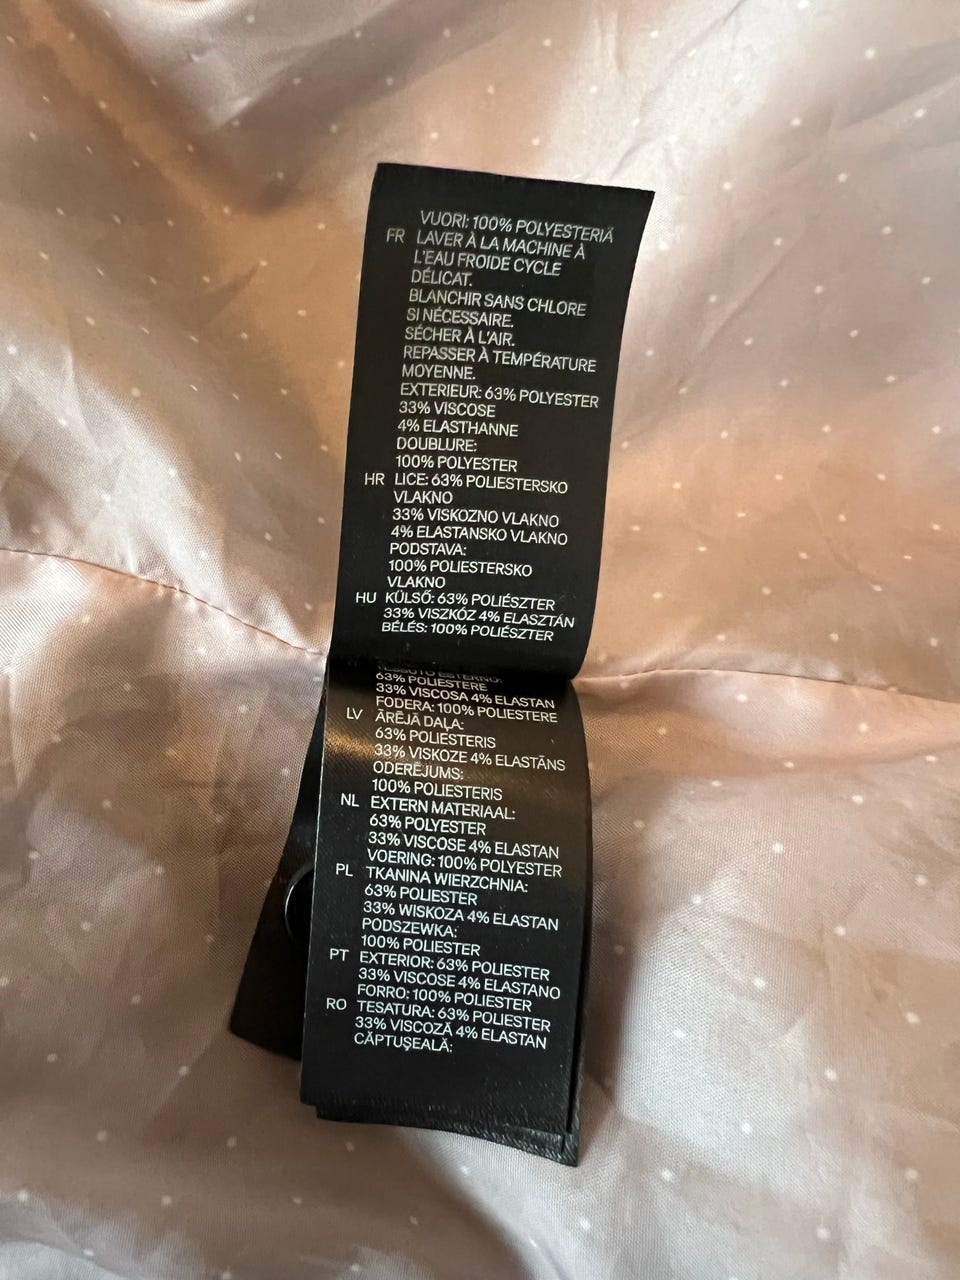 VUORI: 100% POLYESTERIÄ
FR LAVER À LA MACHINE À
L'EAU FROIDE CYCLE
DÉLICAT.
BLANCHIR SANS CHLORE
SI NÉCESSAIRE.
SÉCHER À L'AIR.
REPASSER À TEMPÉRATURE
MOYENNE.
EXTERIEUR: 63% POLYESTER
33% VISCOSE
4% ELASTHANNE
DOUBLURE:
100% POLYESTER
HR LICE: 63% POLIESTERSKO
VLAKNO
33% VISKOZNO VLAKNO
4% ELASTANSKO VLAKNO
PODSTAVA:
100% POLIESTERSKO
VLAKNO
HU KÜLSŐ: 63% POLIÉSZTER
33% VISZKÓZ 4% ELASZTÁN
BÉLÉS: 100% POLIÉSZTER
TESSUTO ESTERNO:
63% POLIESTERE
33% VISCOSA 4% ELASTAN
FODERA: 100% POLIESTERE
LV ĀRĒJĀ DAĻA:
63% POLIESTERIS
33% VISKOZE 4% ELASTĀNS
ODERĒJUMS:
100% POLIESTERIS
NL EXTERN MATERIAAL:
63% POLYESTER
33% VISCOSE 4% ELASTAN
VOERING: 100% POLYESTER
PL TKANINA WIERZCHNIA:
63% POLIESTER
33% WISKOZA 4% ELASTAN
PODSZEWKA:
100% POLIESTER
PT EXTERIOR: 63% POLIESTER
33% VISCOSE 4% ELASTANO
FORRO: 100% POLIESTER
RO TESATURA: 63% POLIESTER
33% VISCOZĂ 4% ELASTAN
CĂPTUŞEALĂ: